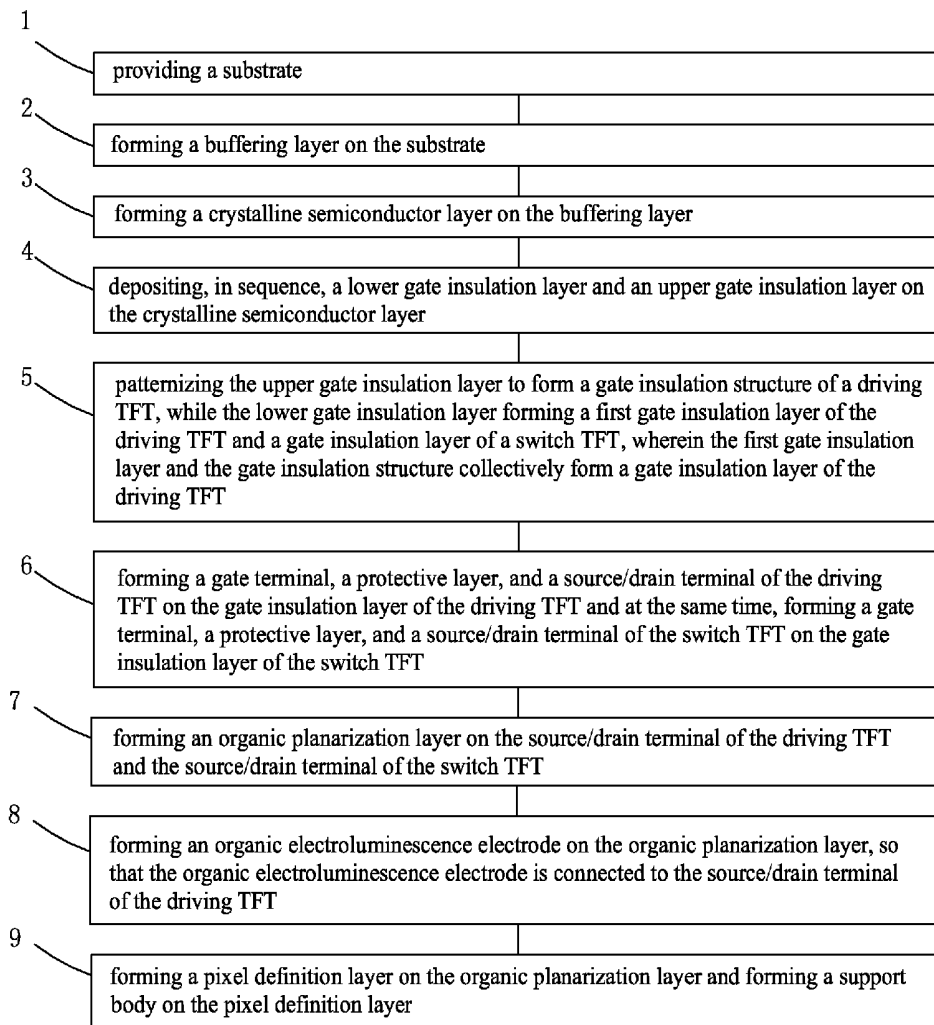 1
providing a substrate
2
forming a buffering layer on the substrate
3
forming a crystalline semiconductor layer on the buffering layer
4
depositing, in sequence, a lower gate insulation layer and an upper gate insulation layer on
the crystalline semiconductor layer
5
patternizing the upper gate insulation layer to form a gate insulation structure of a driving
TFT, while the lower gate insulation layer forming a first gate insulation layer of the
driving TFT and a gate insulation layer of a switch TFT, wherein the first gate insulation
layer and the gate insulation structure collectively form a gate insulation layer of the
driving TFT
6
forming a gate terminal, a protective layer, and a source/drain terminal of the driving
TFT on the gate insulation layer of the driving TFT and at the same time, forming a gate
terminal, a protective layer, and a source/drain terminal of the switch TFT on the gate
insulation layer of the switch TFT
7
forming an organic planarization layer on the source/drain terminal of the driving TFT
and the source/drain terminal of the switch TFT
8
forming an organic electroluminescence electrode on the organic planarization layer, so
that the organic electroluminescence electrode is connected to the source/drain terminal
of the driving TFT
9
forming a pixel definition layer on the organic planarization layer and forming a support
body on the pixel definition layer